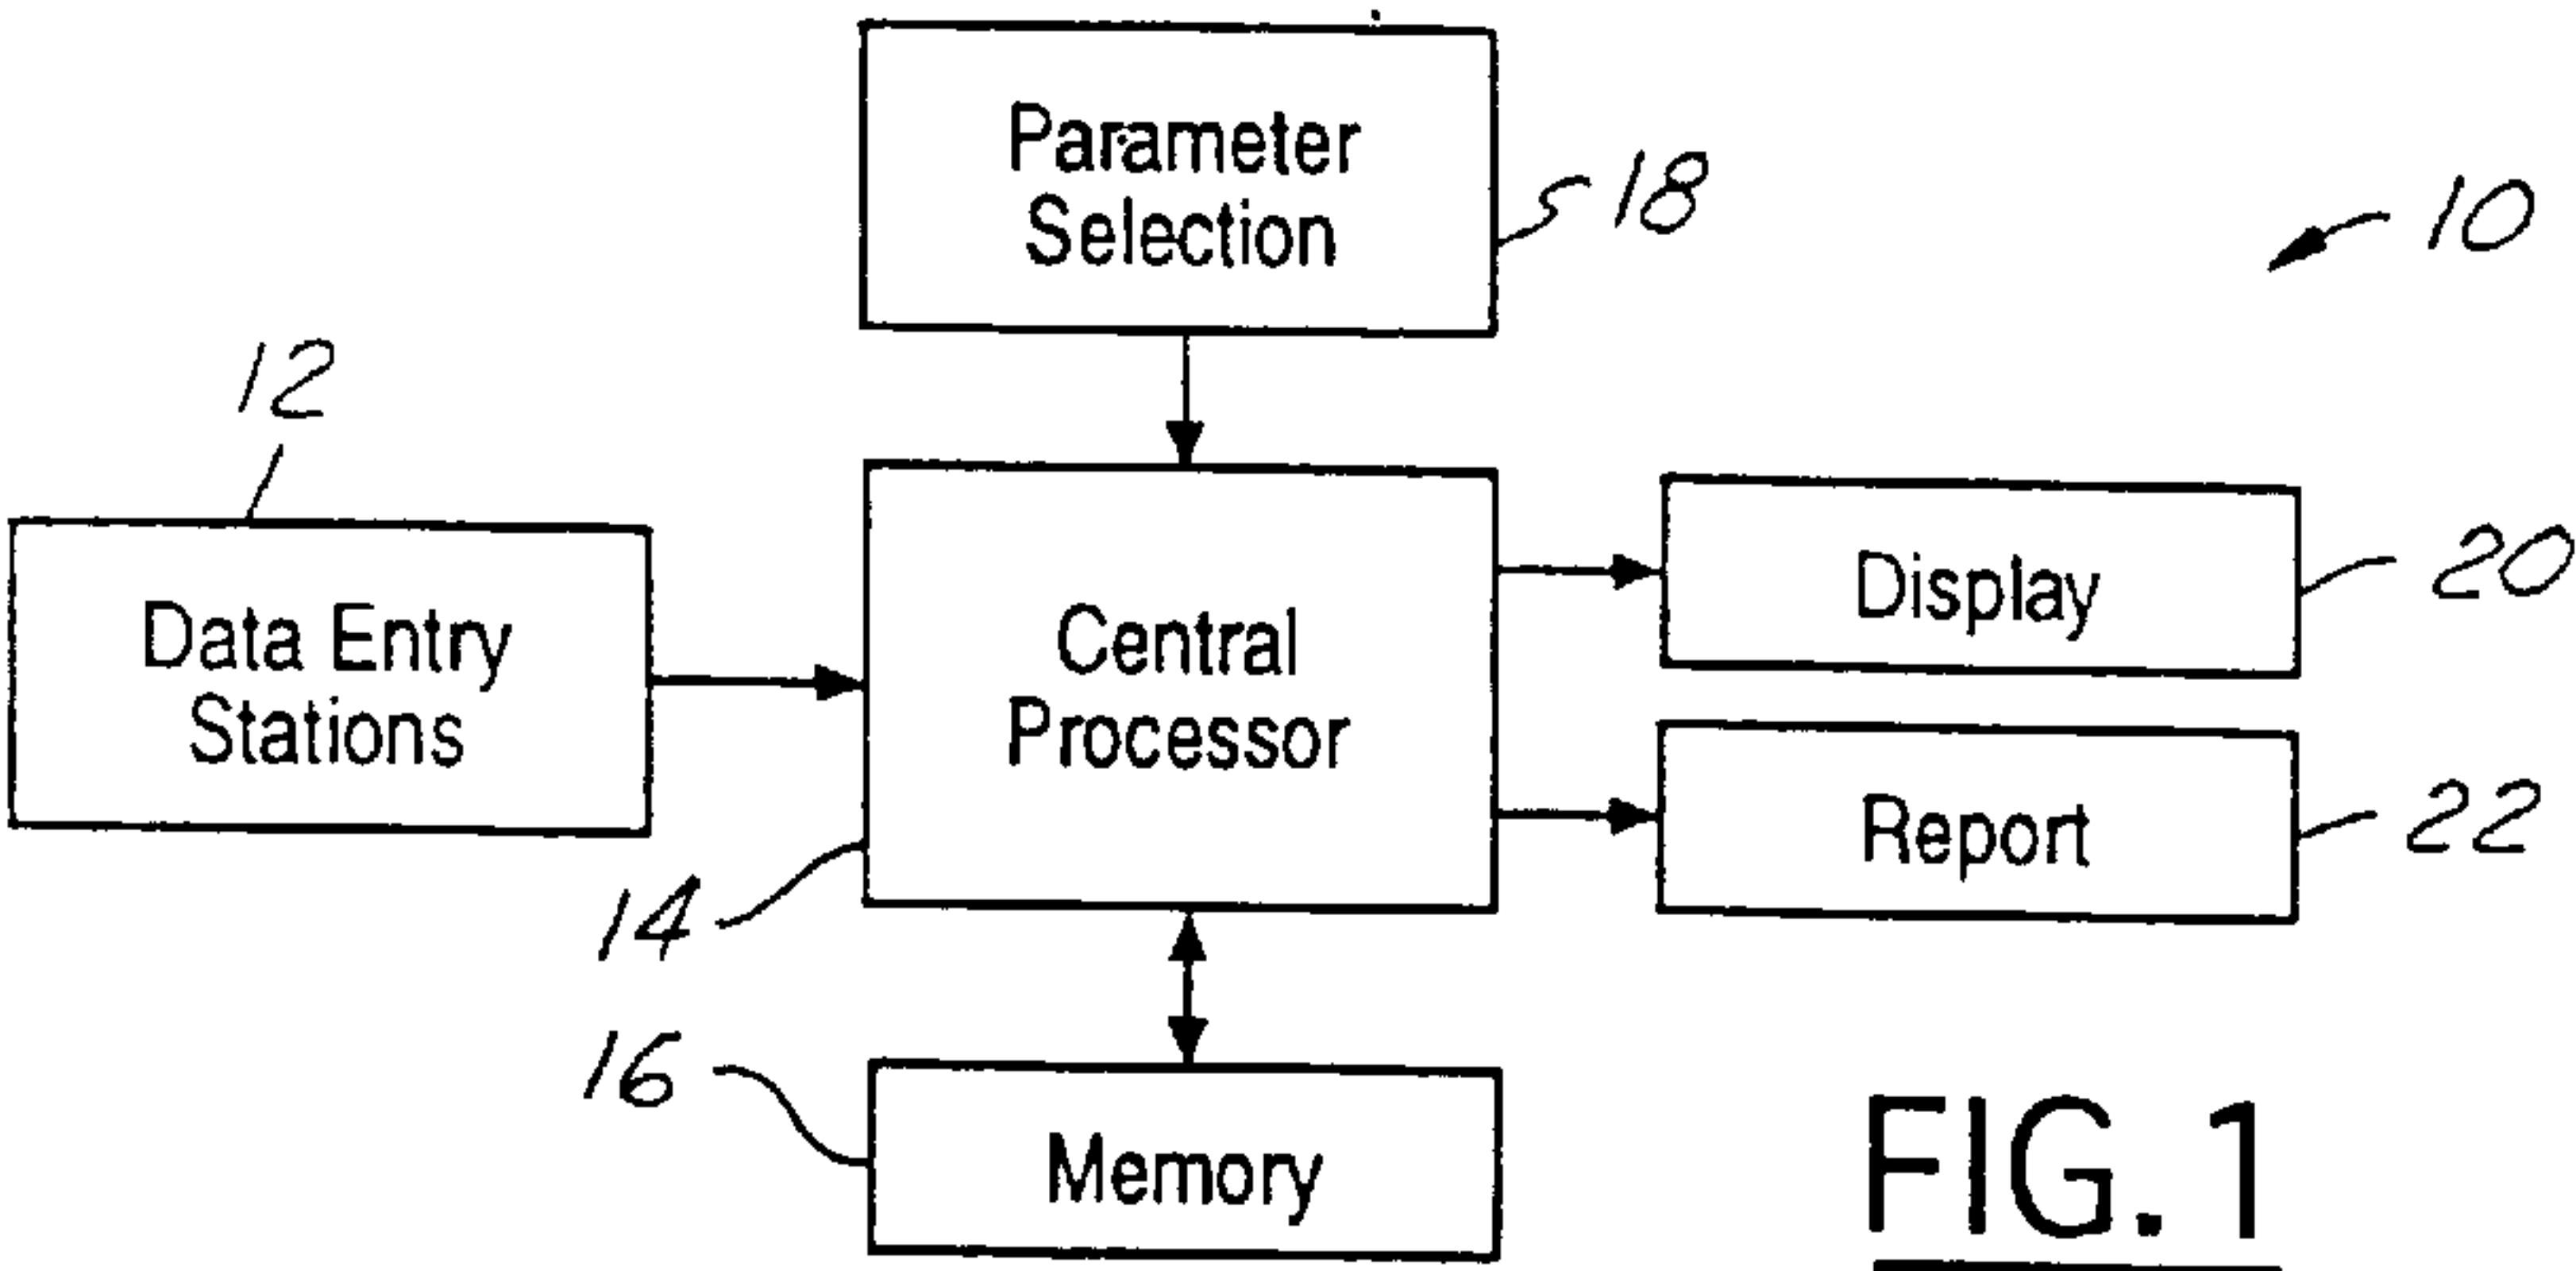 Parameter
Selection
18
10
12
Data Entry
Stations
Central
Processor
Display
20
Report
22
14
16
Memory
FIG. 1